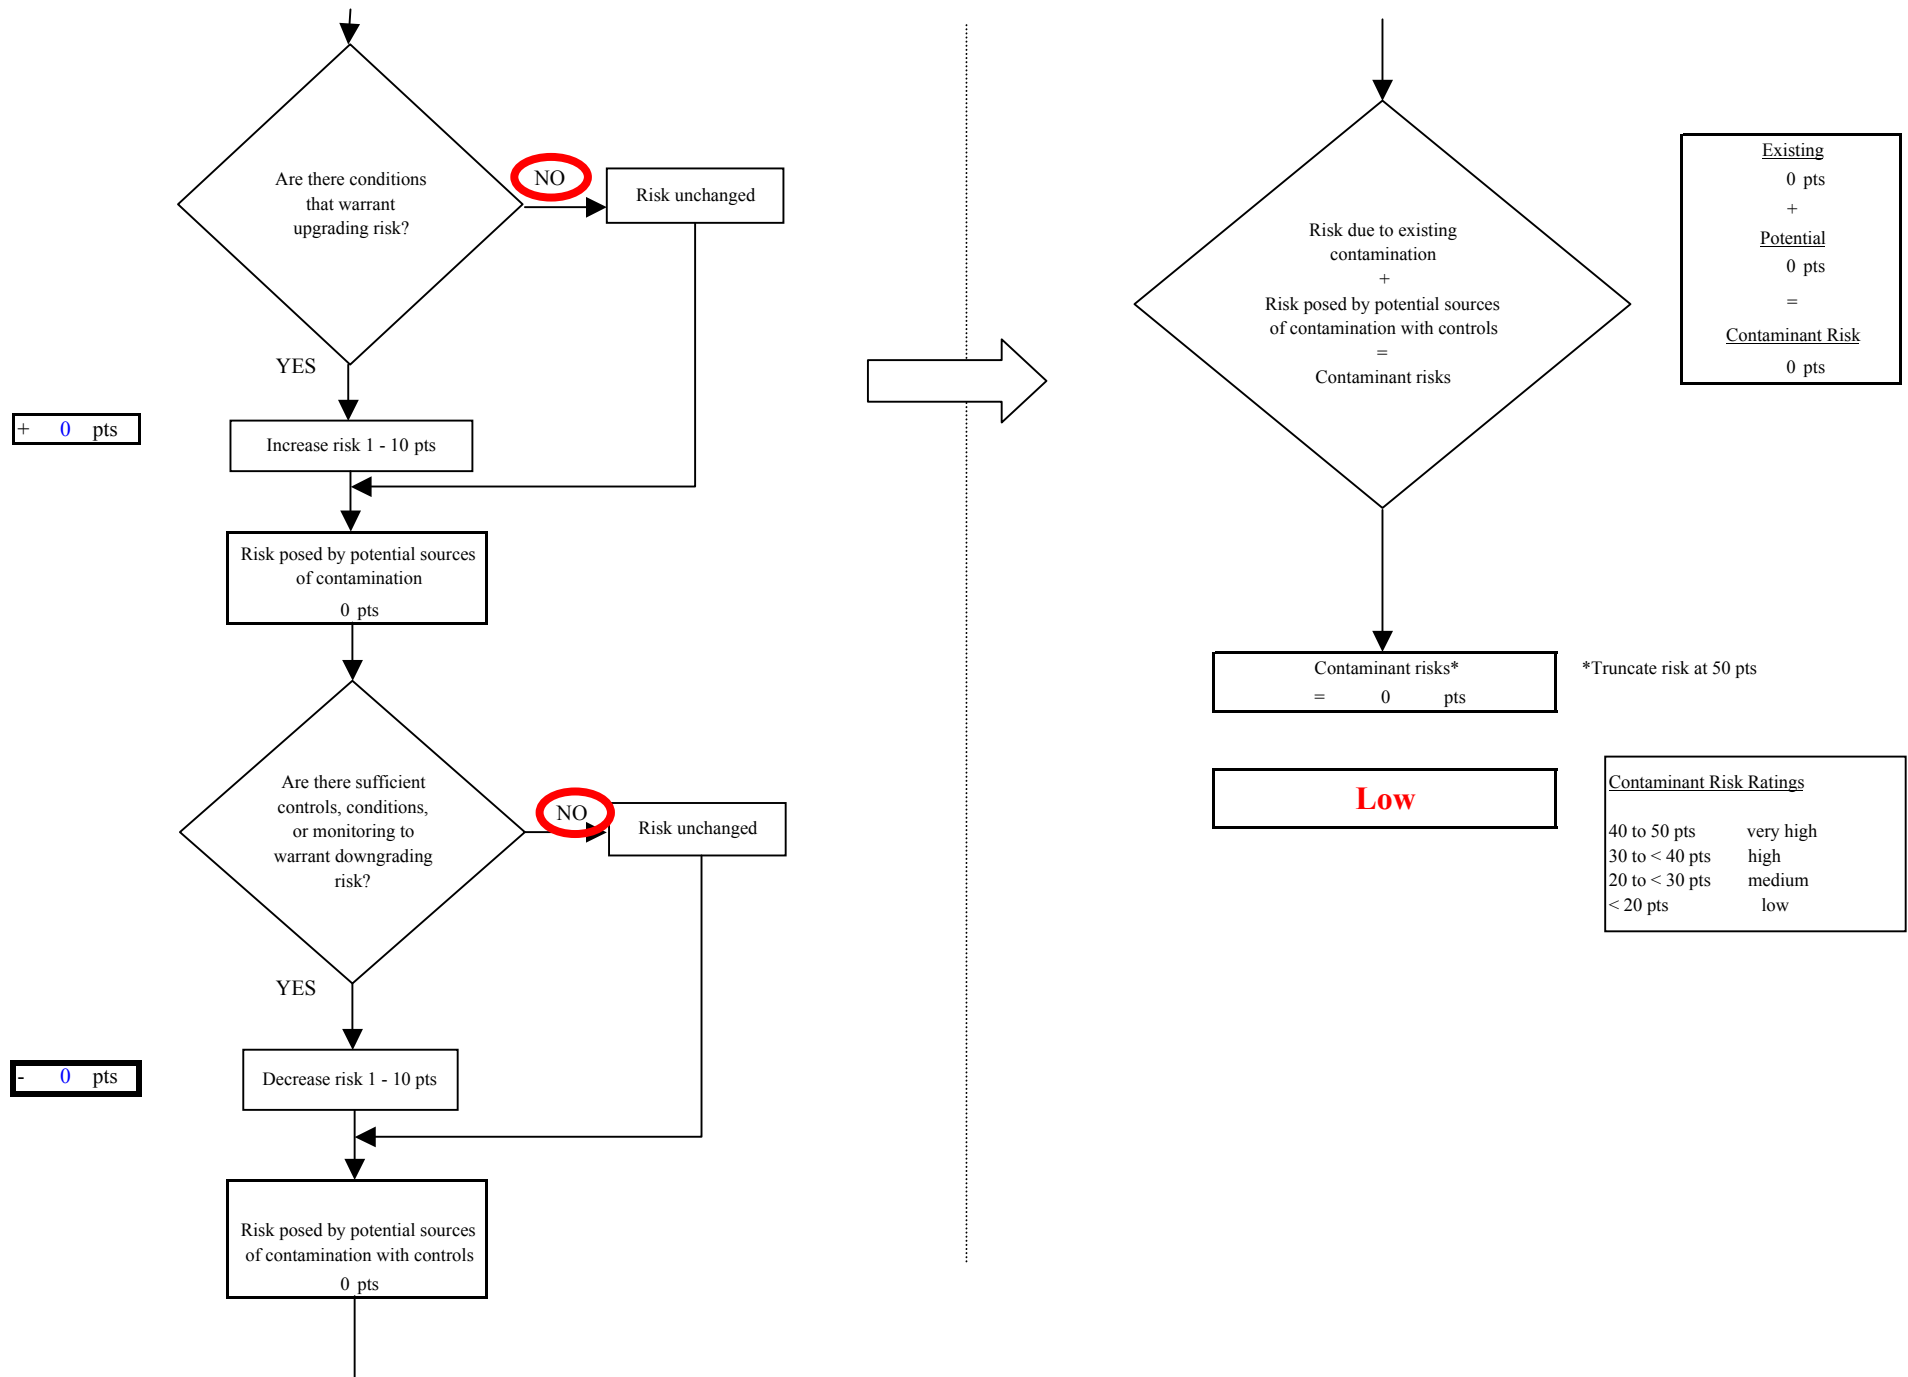 Are there conditions
that warrant
upgrading risk?
NO
Risk unchanged
YES
+ 0 pts
Increase risk 1 - 10 pts
Risk posed by potential sources
of contamination
0 pts
Are there sufficient
controls, conditions,
or monitoring to
warrant downgrading
risk?
NO
Risk unchanged
YES
- 0 pts
Decrease risk 1 - 10 pts
Risk posed by potential sources
of contamination with controls
0 pts
Risk due to existing
contamination
+
Risk posed by potential sources
of contamination with controls
=
Contaminant risks
Existing
0 pts
+
Potential
0 pts
=
Contaminant Risk
0 pts
Contaminant risks*
= 0 pts
*Truncate risk at 50 pts
Low
Contaminant Risk Ratings
40 to 50 pts very high
30 to < 40 pts high
20 to < 30 pts medium
< 20 pts low